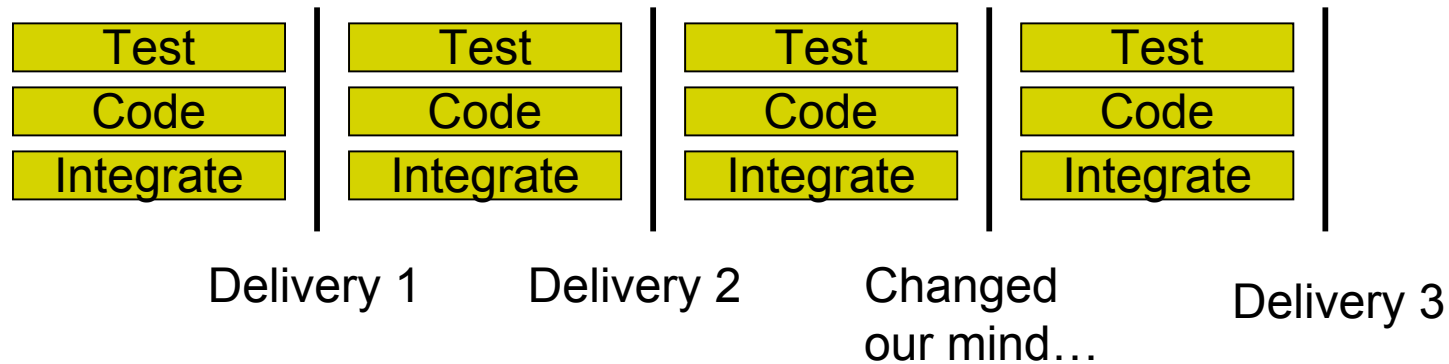 Test Test Test Test
Code Code Code Code
Integrate Integrate Integrate Integrate
Delivery 1 Delivery 2 Changed Delivery 3
our mind…